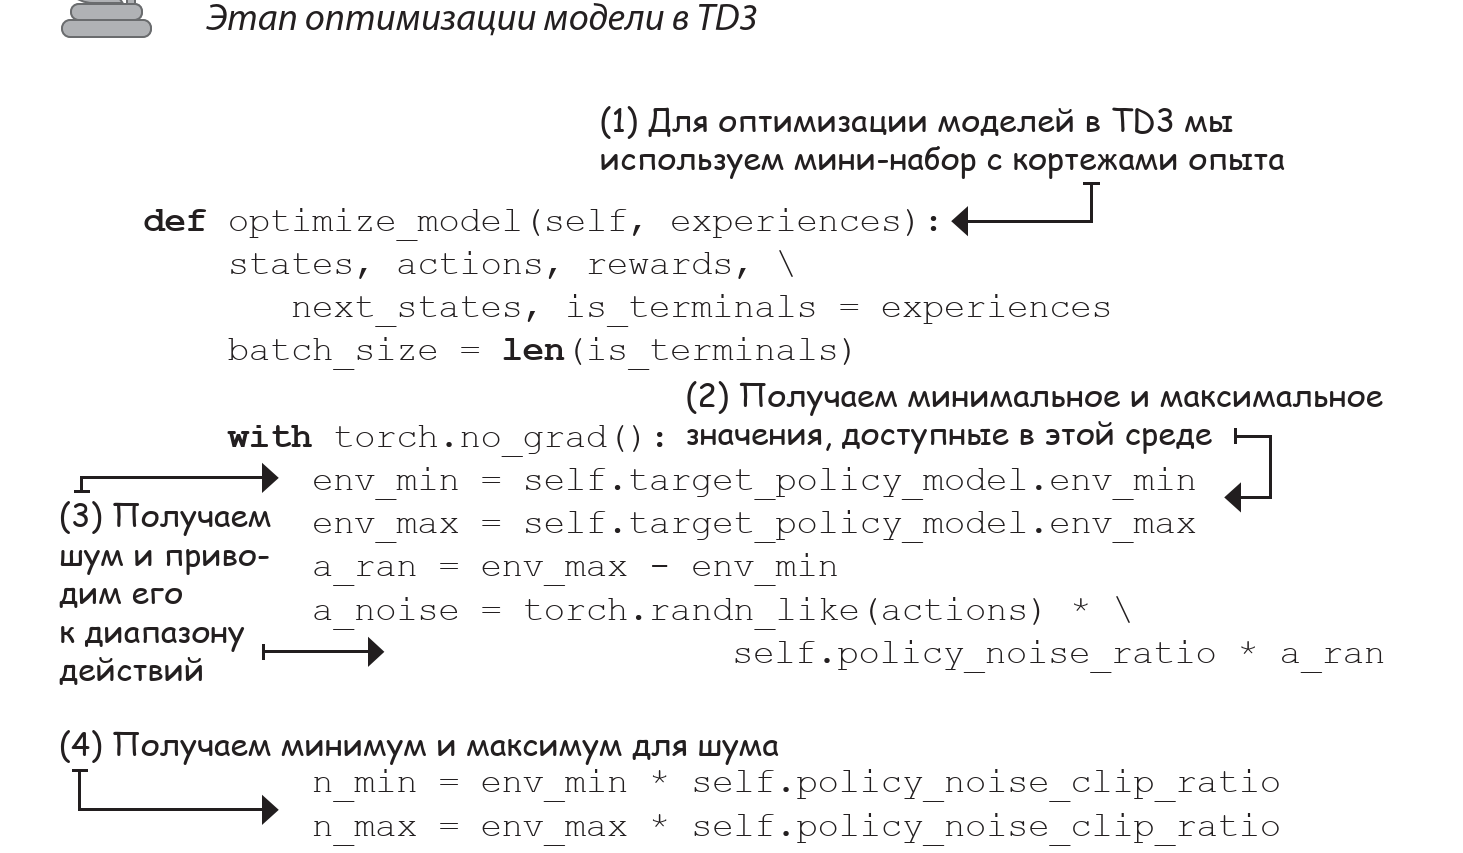 Этап оптимизации модели в TD3
(1) Для оптимизации моделей в TD3 мы
используем мини-набор с кортежами опыта
def optimize_model(self, experiences):
states, actions, rewards, \
next_states, is_terminals = experiences
batch_size = len(is_terminals)
(2) Получаем минимальное и максимальное
значения, доступные в этой среде
with torch.no_grad():
env_min = self.target_policy_model.env_min
env_max = self.target_policy_model.env_max
(3) Получаем
шум и приво-
дим его
к диапазону
действий
a_ran = env_max - env_min
a_noise = torch.randn_like(actions) * \
self.policy_noise_ratio * a_ran
(4) Получаем минимум и максимум для шума
n_min = env_min * self.policy_noise_clip_ratio
n_max = env_max * self.policy_noise_clip_ratio